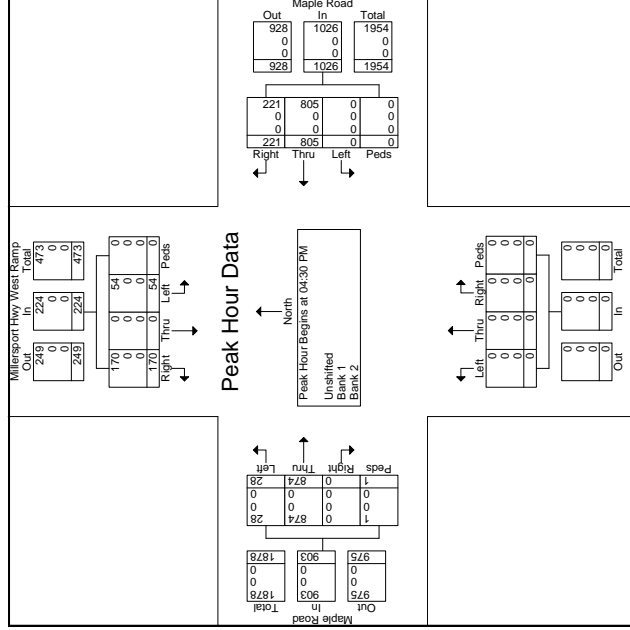 Maple Road
Out In Total
928 1026 1954
0 0 0
0 0 0
928 1026 1954
221 805 0 0
0 0 0 0
0 0 0 0
221 805 0 0
Right Thru Left Peds
Millersport Hwy West Ramp
Out In Total
249 224 473
0 0 0
0 0 0
249 224 473
170 0 54 0
0 0 0 0
0 0 0 0
170 0 54 0
Right Thru Left Peds
Peak Hour Data
North
Peak Hour Begins at 04:30 PM
Unshifted
Bank 1
Bank 2
Left Thru Right Peds
0 0 0 0
0 0 0 0
0 0 0 0
0 0 0 0
0 0 0
0 0 0
0 0 0
0 0 0
Out In Total
Left Thru Right Peds
28 874 0 1
0 0 0 0
0 0 0 0
28 874 0 1
1878 903 975
0 0 0
0 0 0
1878 903 975
Total In Out
Maple Road